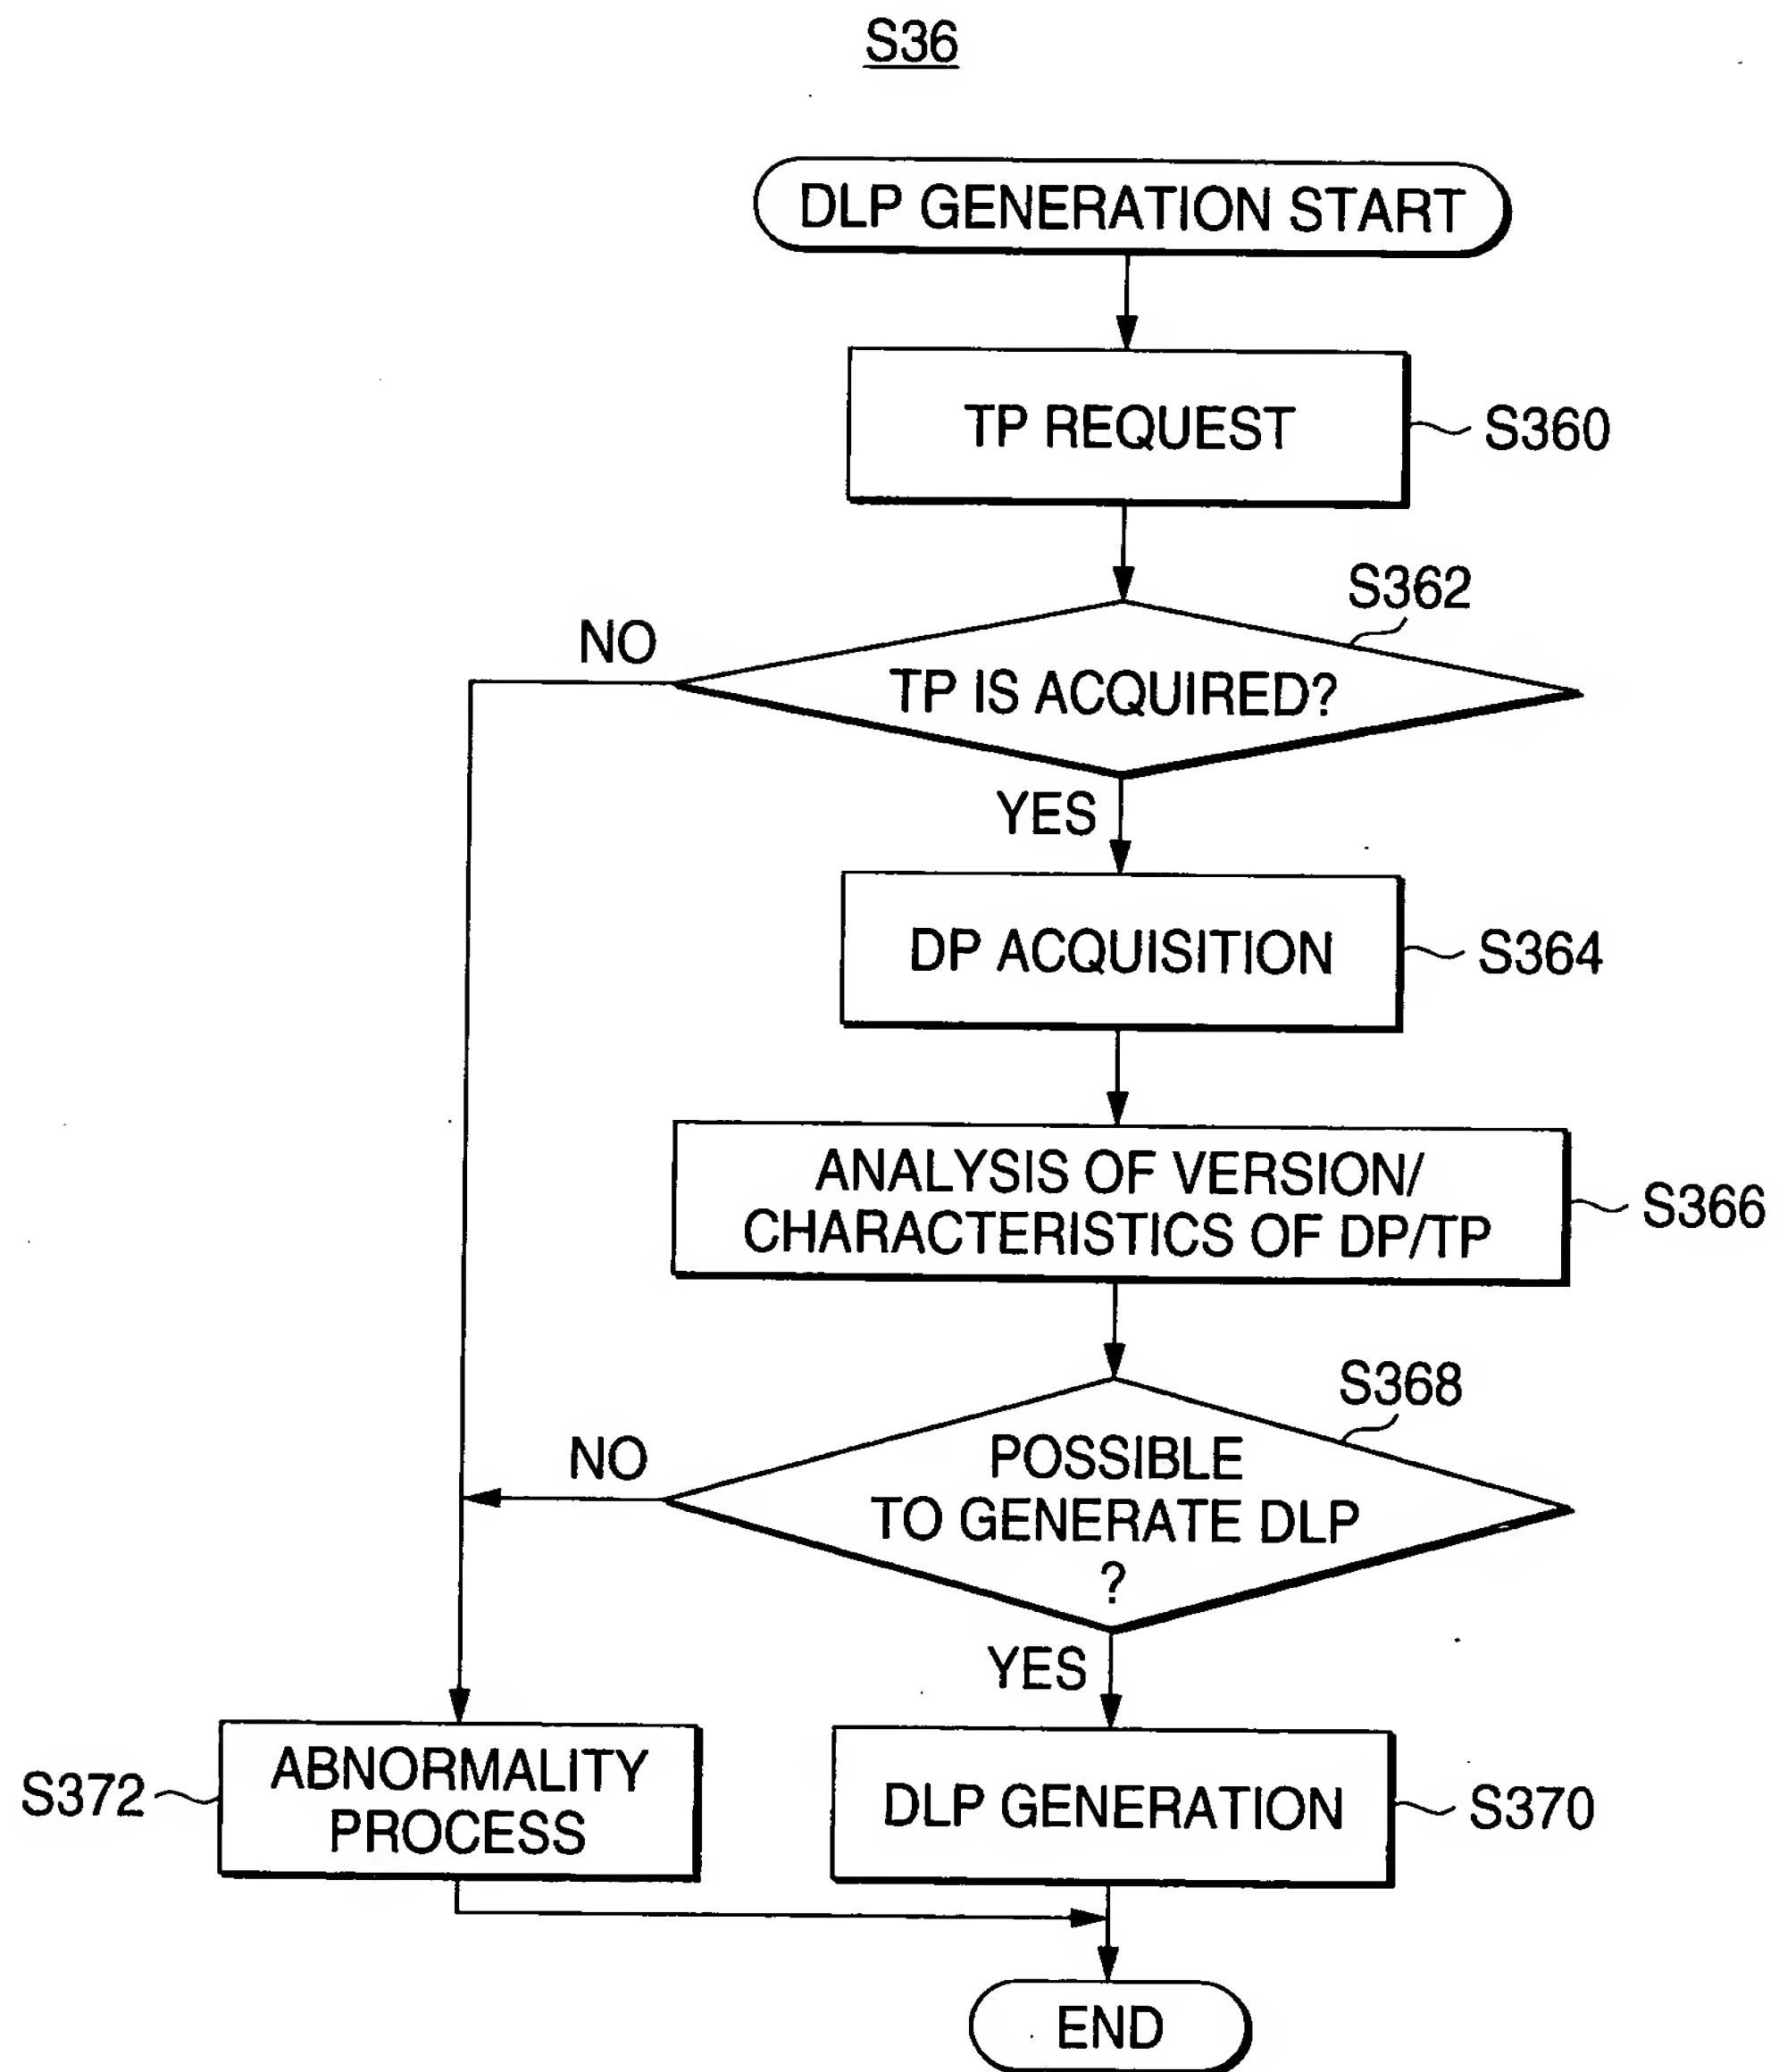 S36
DLP GENERATION START
TP REQUEST
S360
S362
NO
TP IS ACQUIRED?
YES
DP ACQUISITION
S364
ANALYSIS OF VERSION/
CHARACTERISTICS OF DP/TP
S366
S368
NO
POSSIBLE
TO GENERATE DLP
?
YES
S372
ABNORMALITY
PROCESS
DLP GENERATION
S370
END